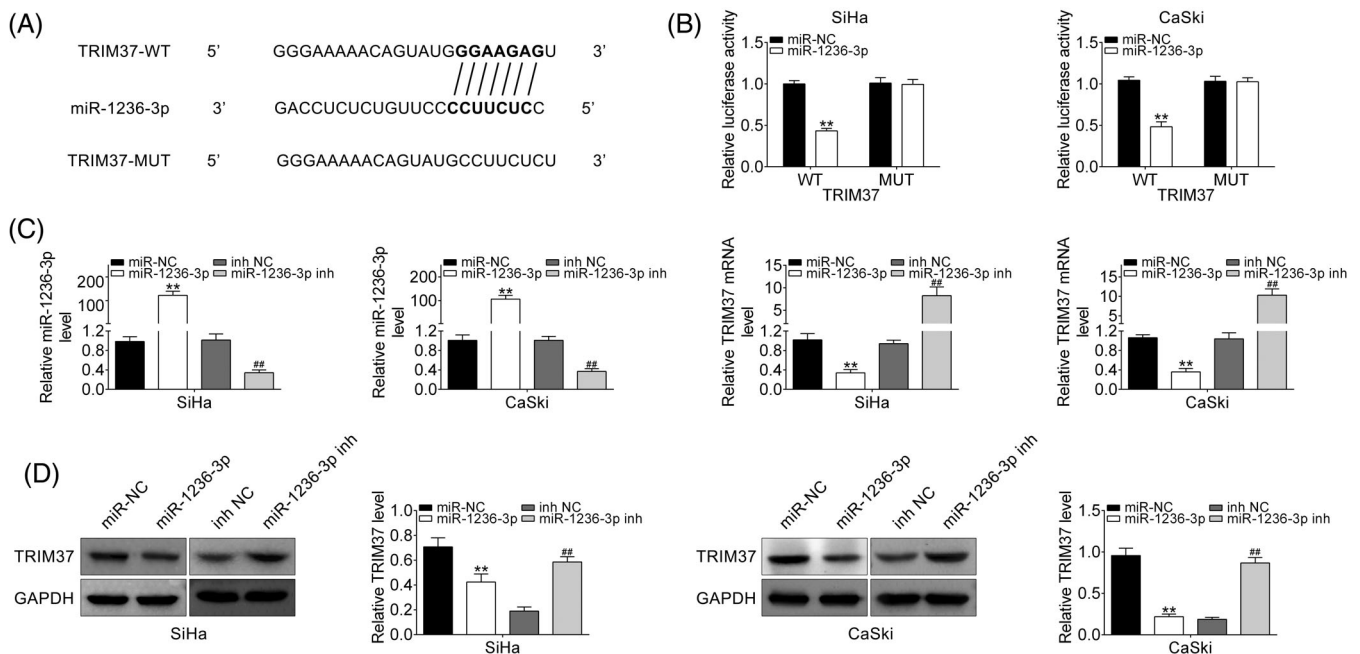 (A)
TRIM37-WT 5’ GGGAAAAACAGUAUGGGAAGAGU 3’
miR-1236-3p 3’ GACCUCUCUGUUCCCCUUCUCC 5’
TRIM37-MUT 5’ GGGAAAAACAGUAUGCCUUCUCU 3’
(B)
SiHa
miR-NC
miR-1236-3p
Relative luciferase activity
1.5
1.0
0.5
0.0
**
WT MUT
TRIM37
CaSki
miR-NC
miR-1236-3p
Relative luciferase activity
1.5
1.0
0.5
0.0
**
WT MUT
TRIM37
(C)
miR-NC inh NC
miR-1236-3p miR-1236-3p inh
Relative miR-1236-3p
level
200
100
1.2
0.8
0.4
0.0
**
##
SiHa
miR-NC inh NC
miR-1236-3p miR-1236-3p inh
Relative miR-1236-3p
level
200
100
1.2
0.8
0.4
0.0
**
##
CaSki
miR-NC inh NC
miR-1236-3p miR-1236-3p inh
Relative TRIM37 mRNA
level
15
10
5
1.2
0.8
0.4
0.0
**
##
SiHa
miR-NC inh NC
miR-1236-3p miR-1236-3p inh
Relative TRIM37 mRNA
level
15
10
5
1.2
0.8
0.4
0.0
**
##
CaSki
(D)
miR-NC
miR-1236-3p
inh NC
miR-1236-3p inh
TRIM37
GAPDH
SiHa
miR-NC inh NC
miR-1236-3p miR-1236-3p inh
Relative TRIM37 level
1.0
0.8
0.6
0.4
0.2
0.0
**
##
SiHa
miR-NC
miR-1236-3p
inh NC
miR-1236-3p inh
TRIM37
GAPDH
CaSki
miR-NC inh NC
miR-1236-3p miR-1236-3p inh
Relative TRIM37 level
1.5
1.0
0.5
0.0
**
##
CaSki